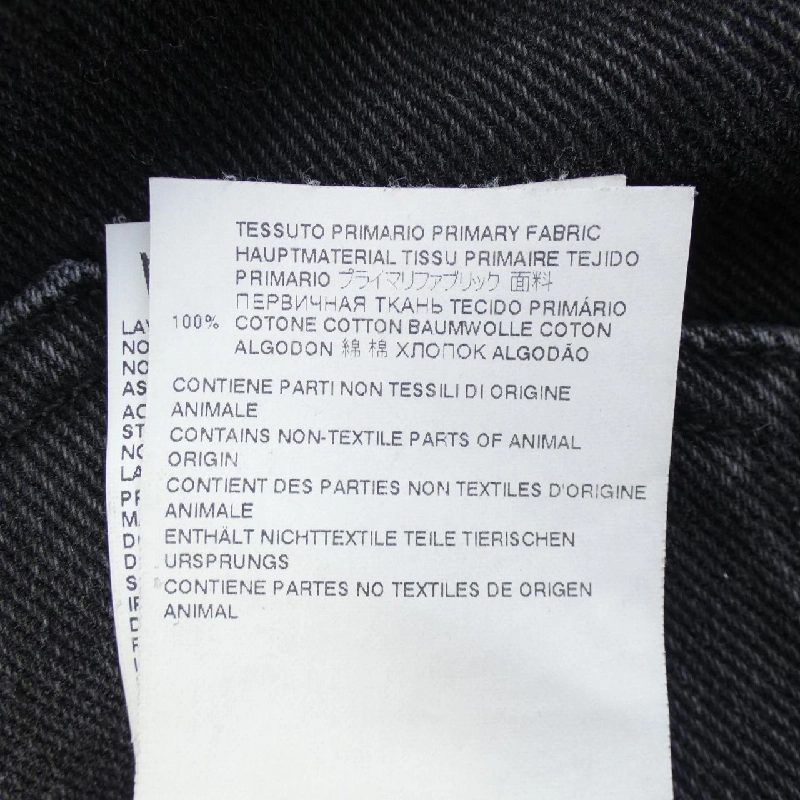 TESSUTO PRIMARIO PRIMARY FABRIC
HAUPTMATERIAL TISSU PRIMAIRE TEJIDO
PRIMARIO プライマリファブリック 面料
ПЕРВИЧНАЯ ТКАНЬ TECIDO PRIMÁRIO
100% COTONE COTTON BAUMWOLLE COTON
ALGODON 綿 棉 ХЛОПОК ALGODÃO
CONTIENE PARTI NON TESSILI DI ORIGINE
ANIMALE
CONTAINS NON-TEXTILE PARTS OF ANIMAL
ORIGIN
CONTIENT DES PARTIES NON TEXTILES D'ORIGINE
ANIMALE
ENTHÄLT NICHTTEXTILE TEILE TIERISCHEN
URSPRUNGS
CONTIENE PARTES NO TEXTILES DE ORIGEN
ANIMAL